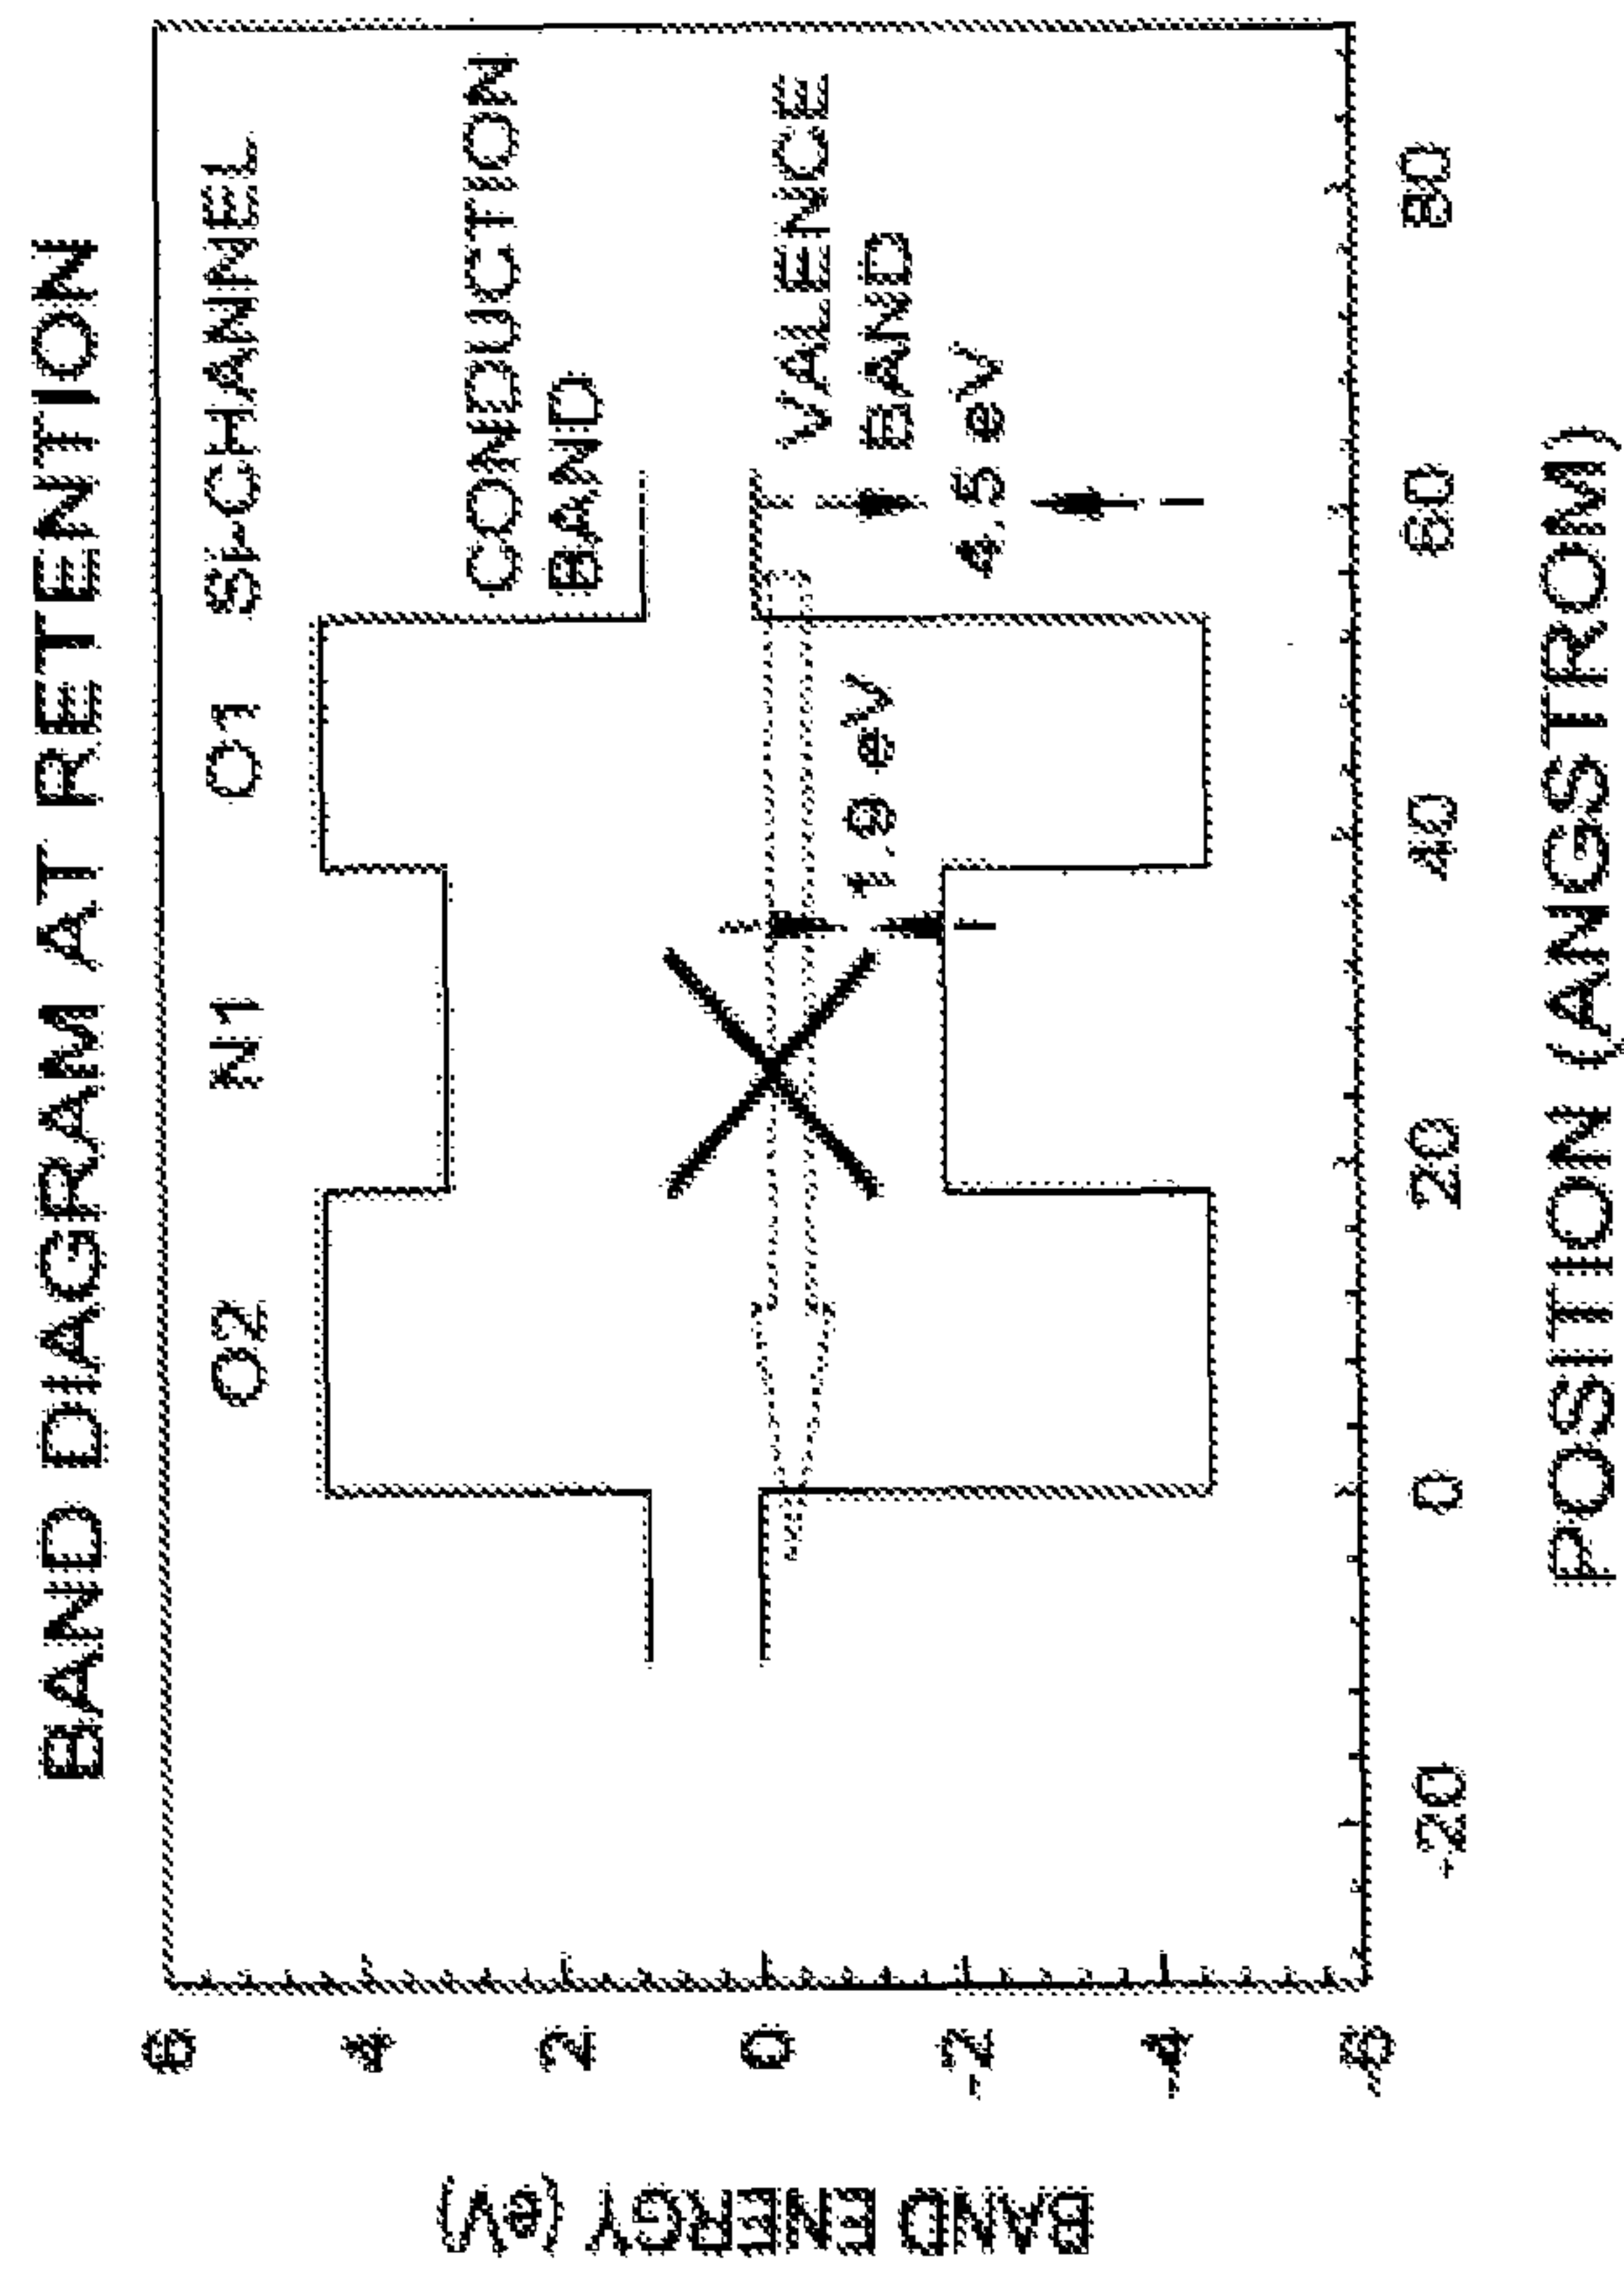 BAND DIAGRAM AT RETENTION
O2 N1 O1 SI-CHANNEL
CONDUCTION
BAND
VALENCE
BAND
1.9 eV
4.5 eV
BAND ENERGY (eV)
6
4
2
0
-2
-4
-6
-20 0 20 40 60 80
POSITION (ANGSTROM)